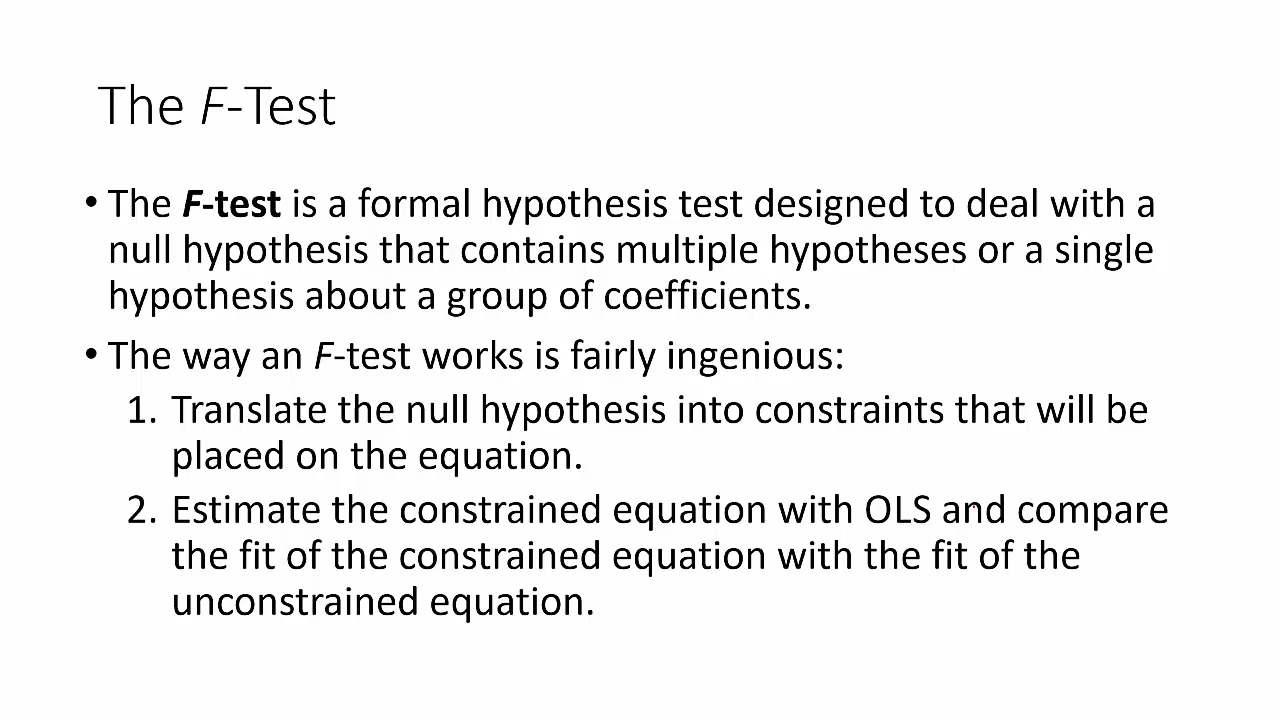 The F-Test
• The F-test is a formal hypothesis test designed to deal with a
null hypothesis that contains multiple hypotheses or a single
hypothesis about a group of coefficients.
• The way an F-test works is fairly ingenious:
1. Translate the null hypothesis into constraints that will be
placed on the equation.
2. Estimate the constrained equation with OLS and compare
the fit of the constrained equation with the fit of the
unconstrained equation.